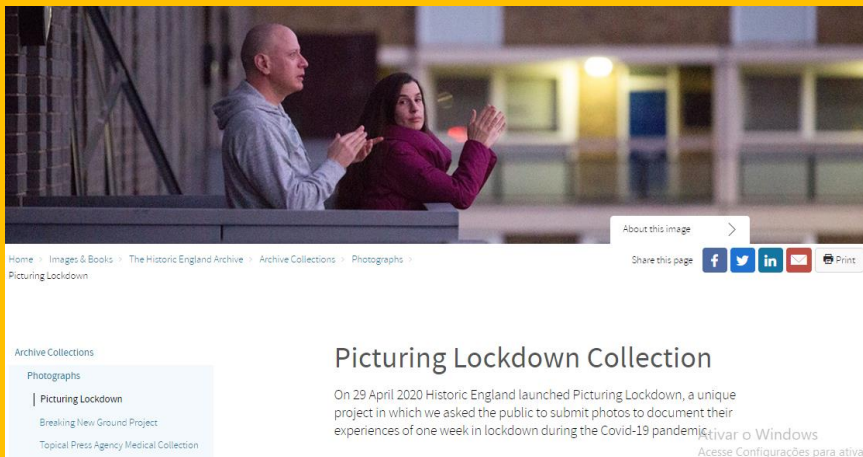 About this image
Home > Images & Books > The Historic England Archive > Archive Collections > Photographs >
Picturing Lockdown
Share this page
Print
Archive Collections
Photographs
Picturing Lockdown
Breaking New Ground Project
Topical Press Agency Medical Collection
Picturing Lockdown Collection
On 29 April 2020 Historic England launched Picturing Lockdown, a unique
project in which we asked the public to submit photos to document their
experiences of one week in lockdown during the Covid-19 pandemic.
Ativar o Windows
Acesse Configurações para ativa